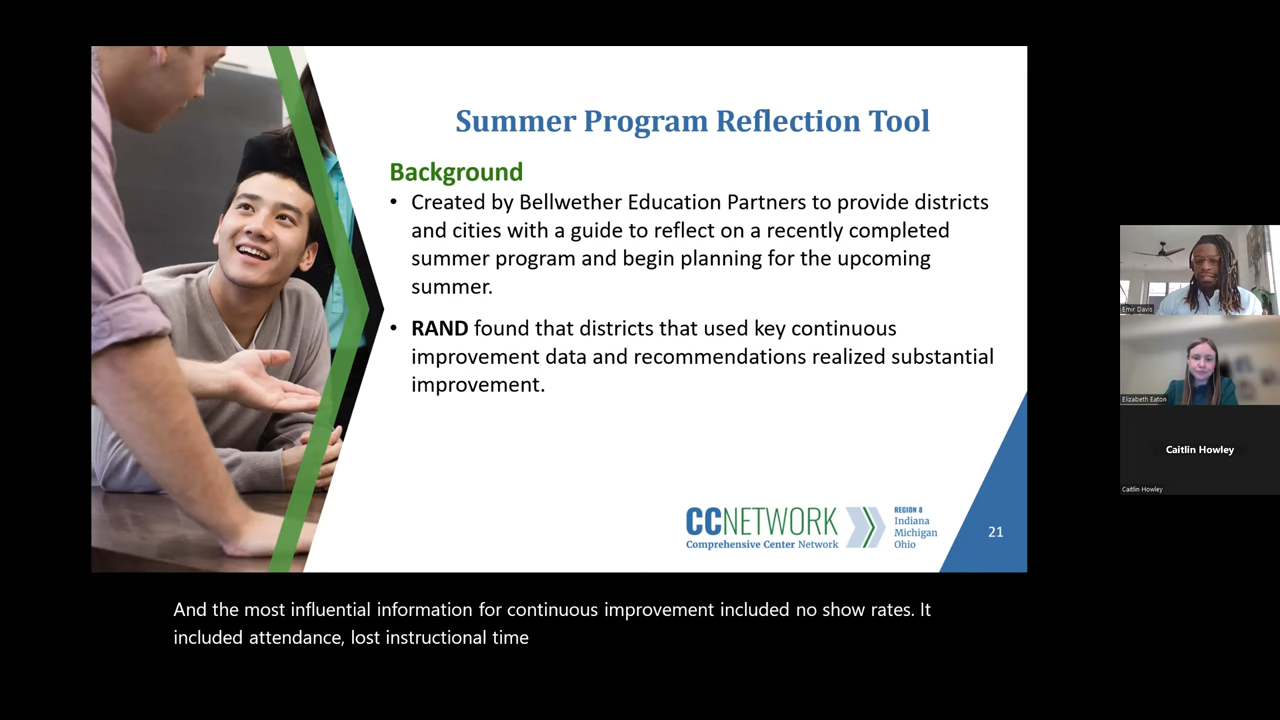 Summer Program Reflection Tool
Background
• Created by Bellwether Education Partners to provide districts
and cities with a guide to reflect on a recently completed
summer program and begin planning for the upcoming
summer.
• RAND found that districts that used key continuous
improvement data and recommendations realized substantial
improvement.
CCNETWORK
Comprehensive Center Network
REGION 8
Indiana
Michigan
Ohio
21
Emir Davis
Elizabeth Eaton
Caitlin Howley
Caitlin Howley
And the most influential information for continuous improvement included no show rates. It
included attendance, lost instructional time